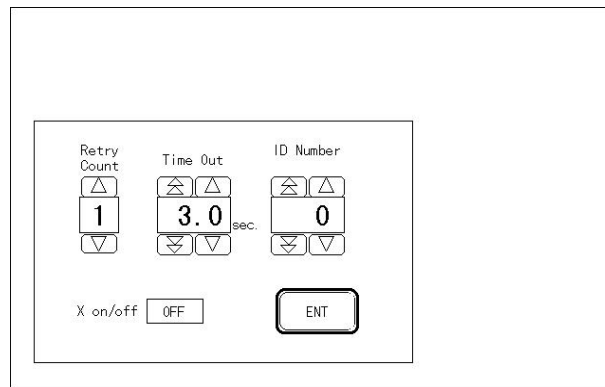 Retry
Count
Time Out
ID Number
1
3.0 sec.
0
X on/off OFF
ENT